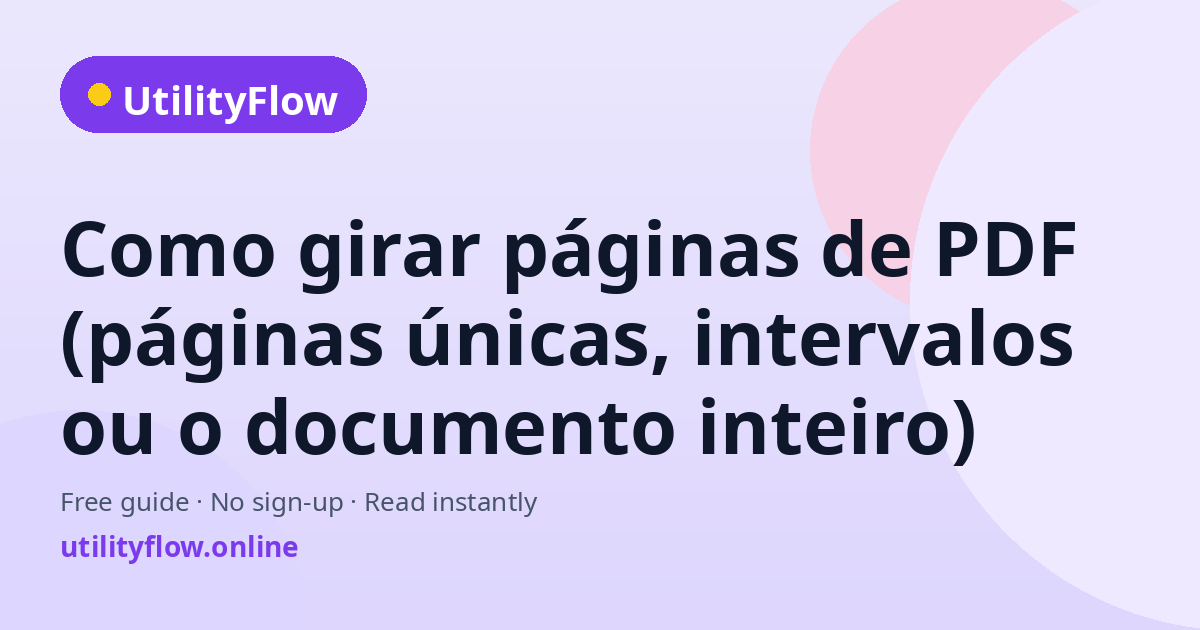 UtilityFlow
Como girar páginas de PDF
(páginas únicas, intervalos
ou o documento inteiro)
Free guide · No sign-up · Read instantly
utilityflow.online